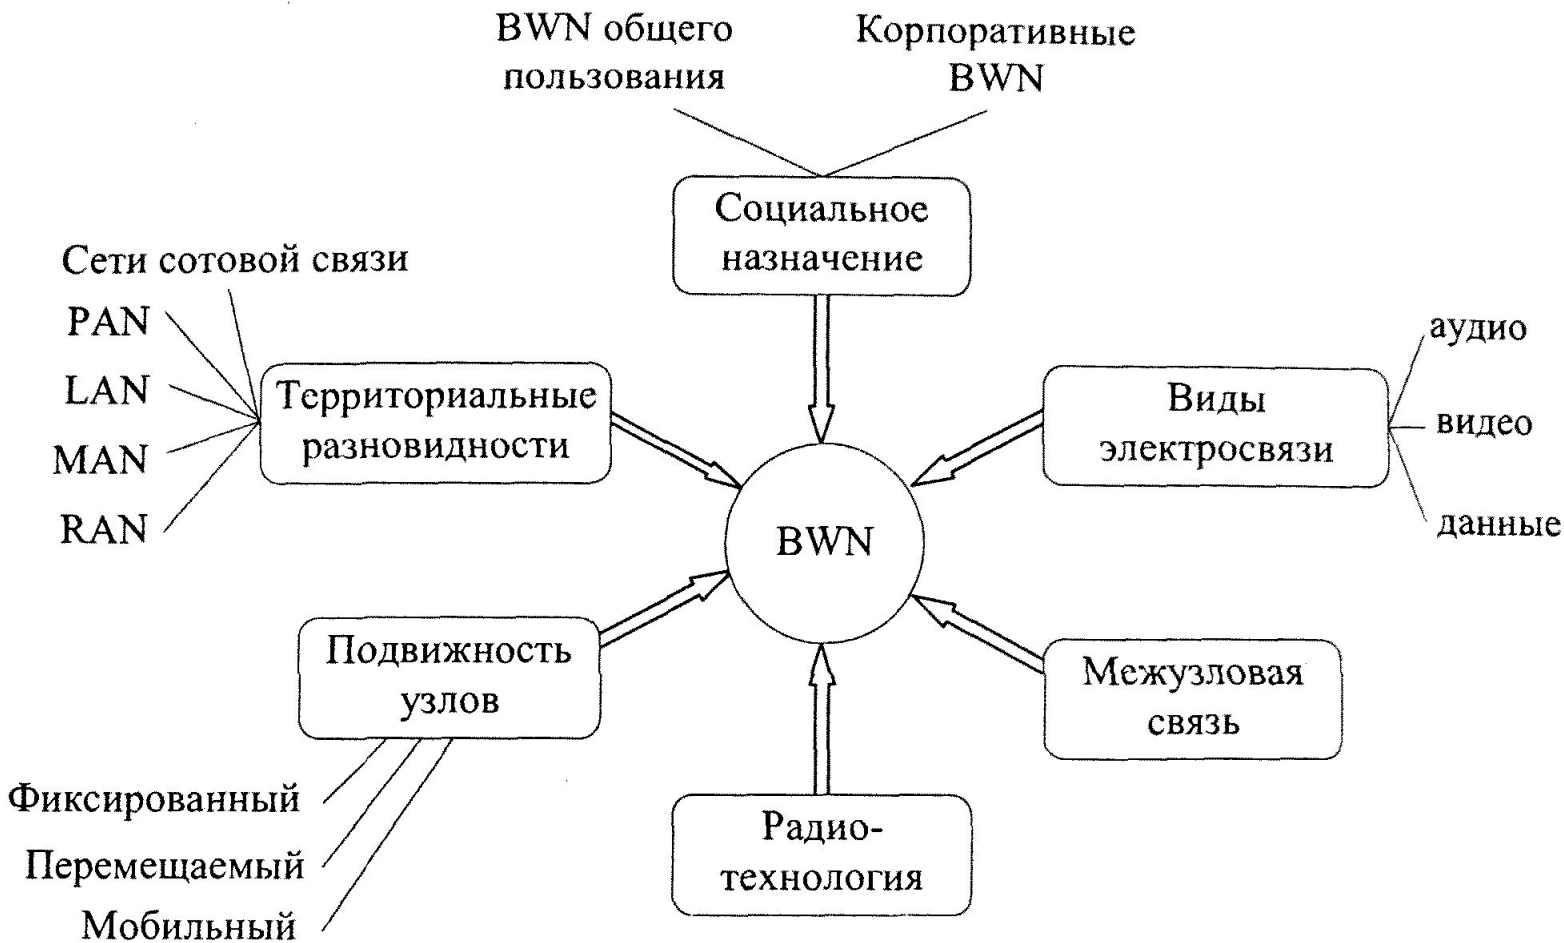 BWN общего
пользования
Корпоративные
BWN
Социальное
назначение
Сети сотовой связи
PAN
LAN
MAN
RAN
Территориальные
разновидности
Виды
электросвязи
аудио
видео
данные
BWN
Подвижность
узлов
Фиксированный
Перемещаемый
Мобильный
Межузловая
связь
Радио-
технология